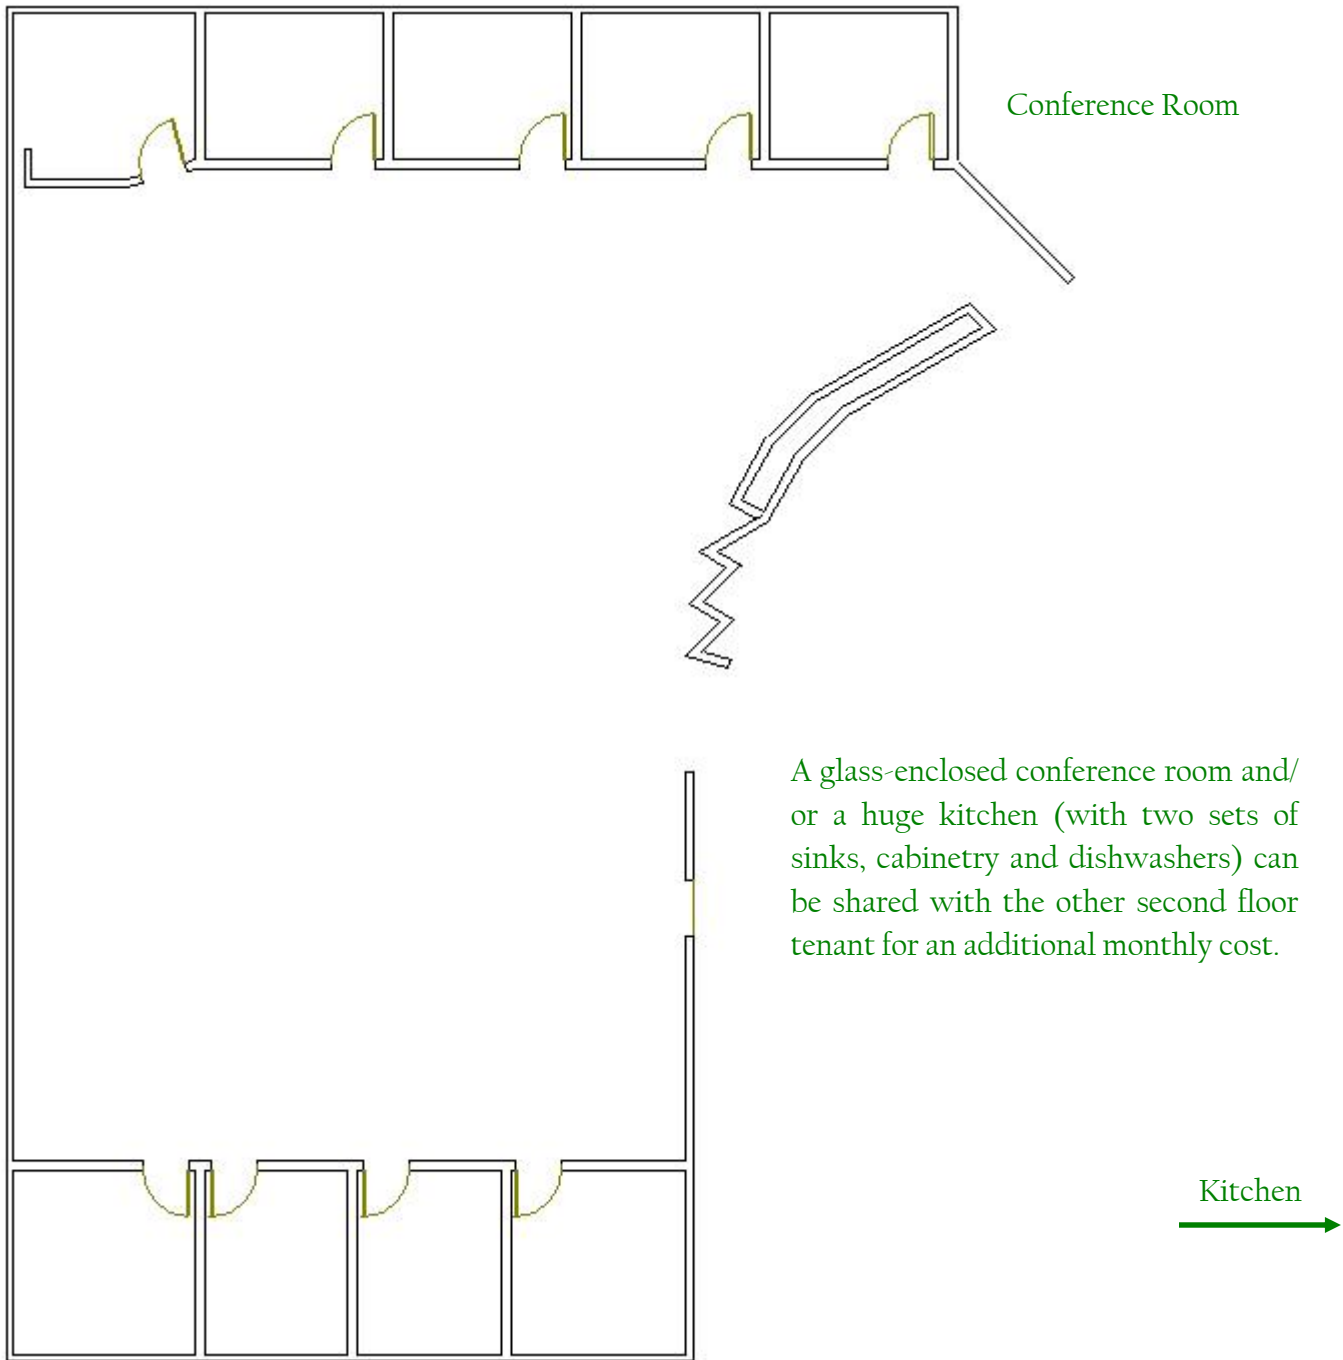 Conference Room
A glass-enclosed conference room and/
or a huge kitchen (with two sets of
sinks, cabinetry and dishwashers) can
be shared with the other second floor
tenant for an additional monthly cost.
Kitchen